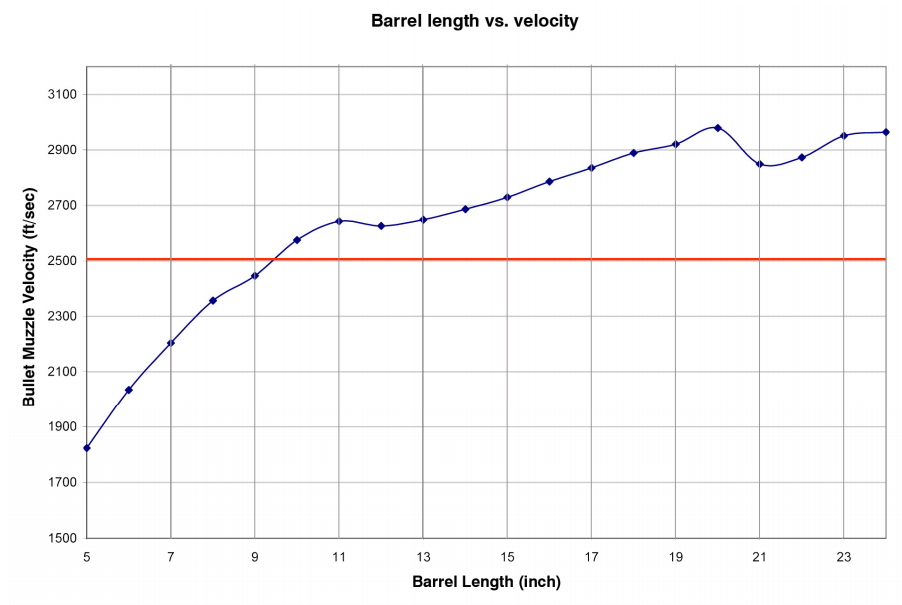 Barrel length vs. velocity
3100
2900
2700
2500
2300
2100
1900
1700
1500
Bullet Muzzle Velocity (ft/sec)
5 7 9 11 13 15 17 19 21 23
Barrel Length (inch)